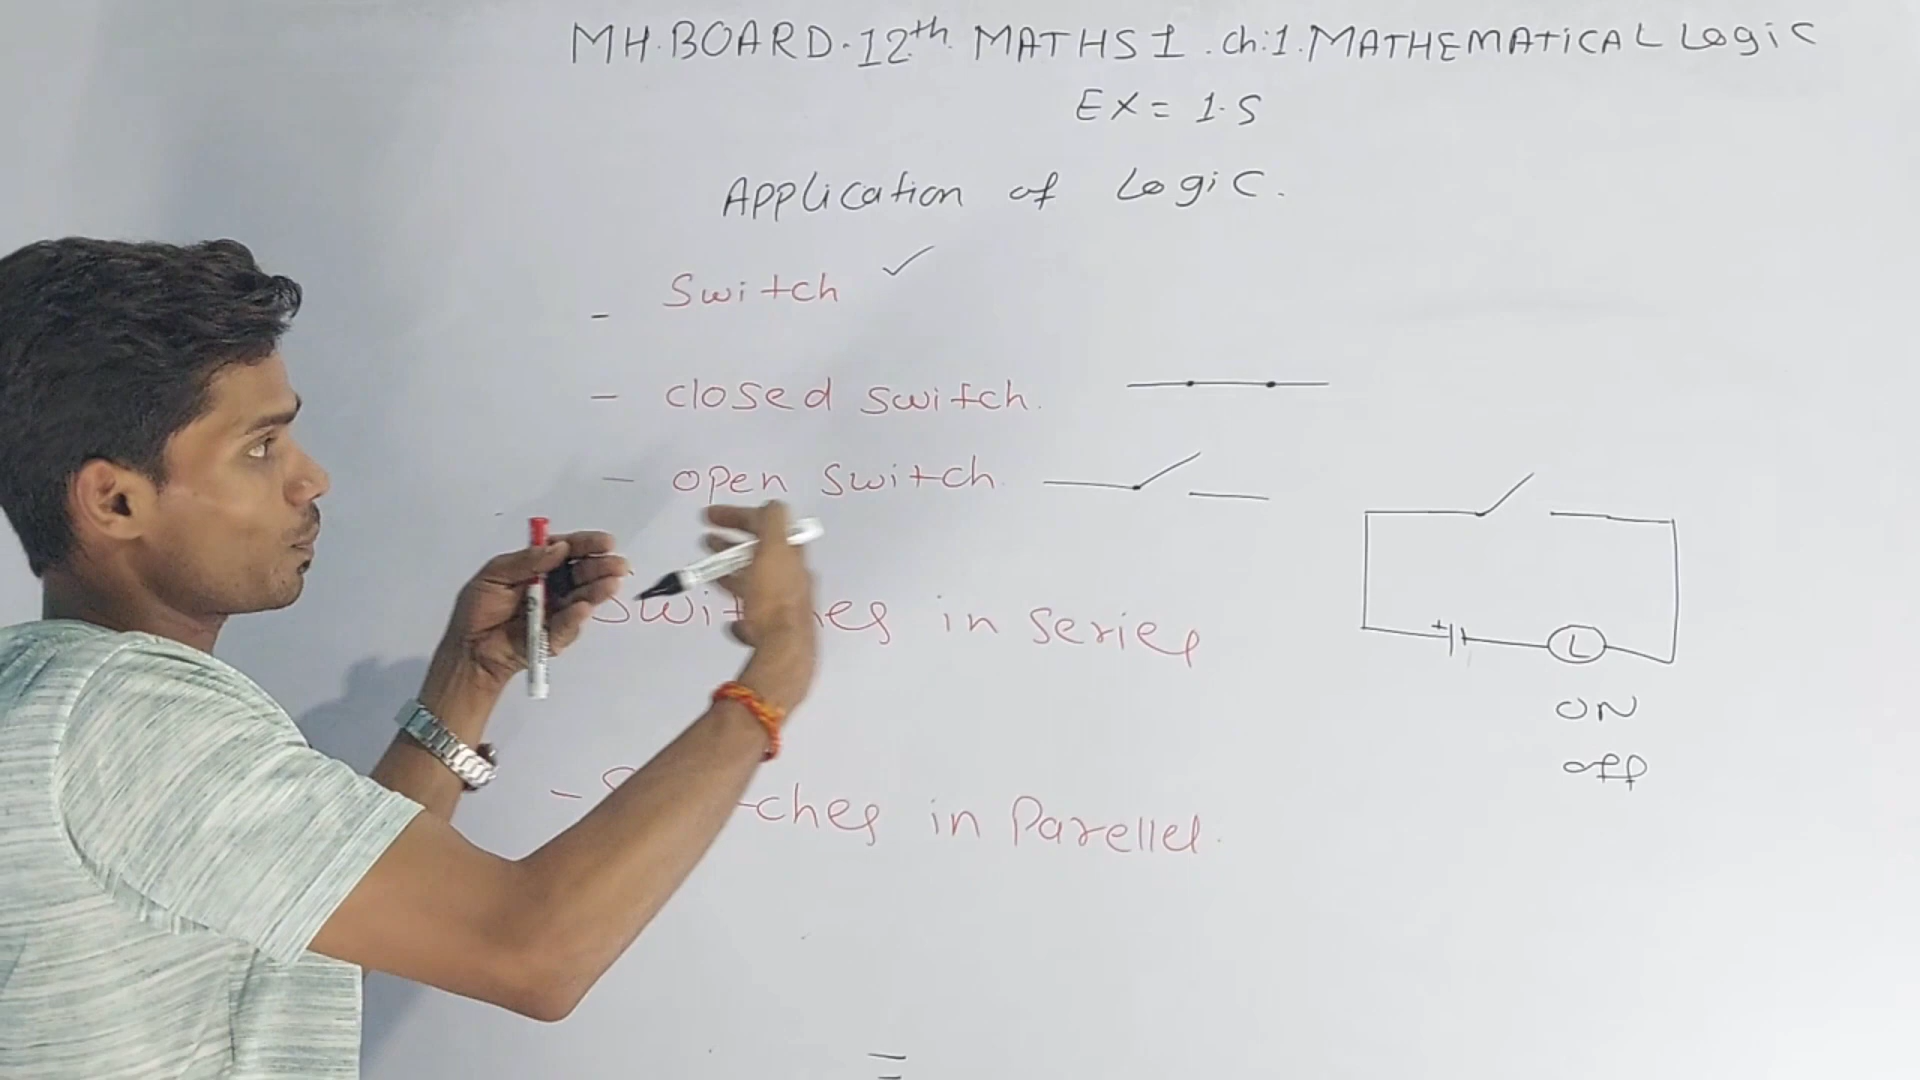 MH.BOARD.12th MATHS 1 .ch:1.MATHEMATICAL LOGIC
EX = 1.5
APPlication of LogiC.
- Switch ✓
- closed switch.
- open switch.
in series
- in Parellel.
+
L
ON
off
=